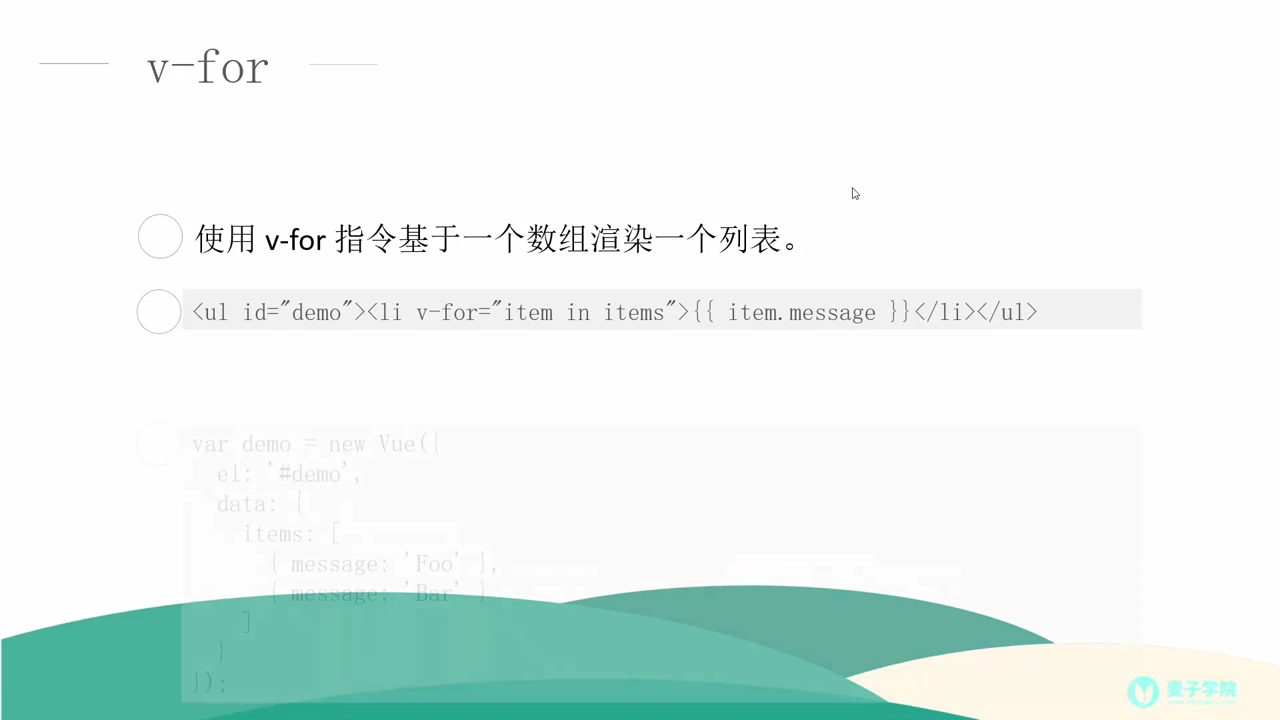 v-for
使用 v-for 指令基于一个数组渲染一个列表。
<ul id="demo"><li v-for="item in items">{{ item.message }}</li></ul>
var demo = new Vue({
el: '#demo',
data: {
items: [
{ message: 'Foo' },
{ message: 'Bar' }
]
}
});
麦子学院